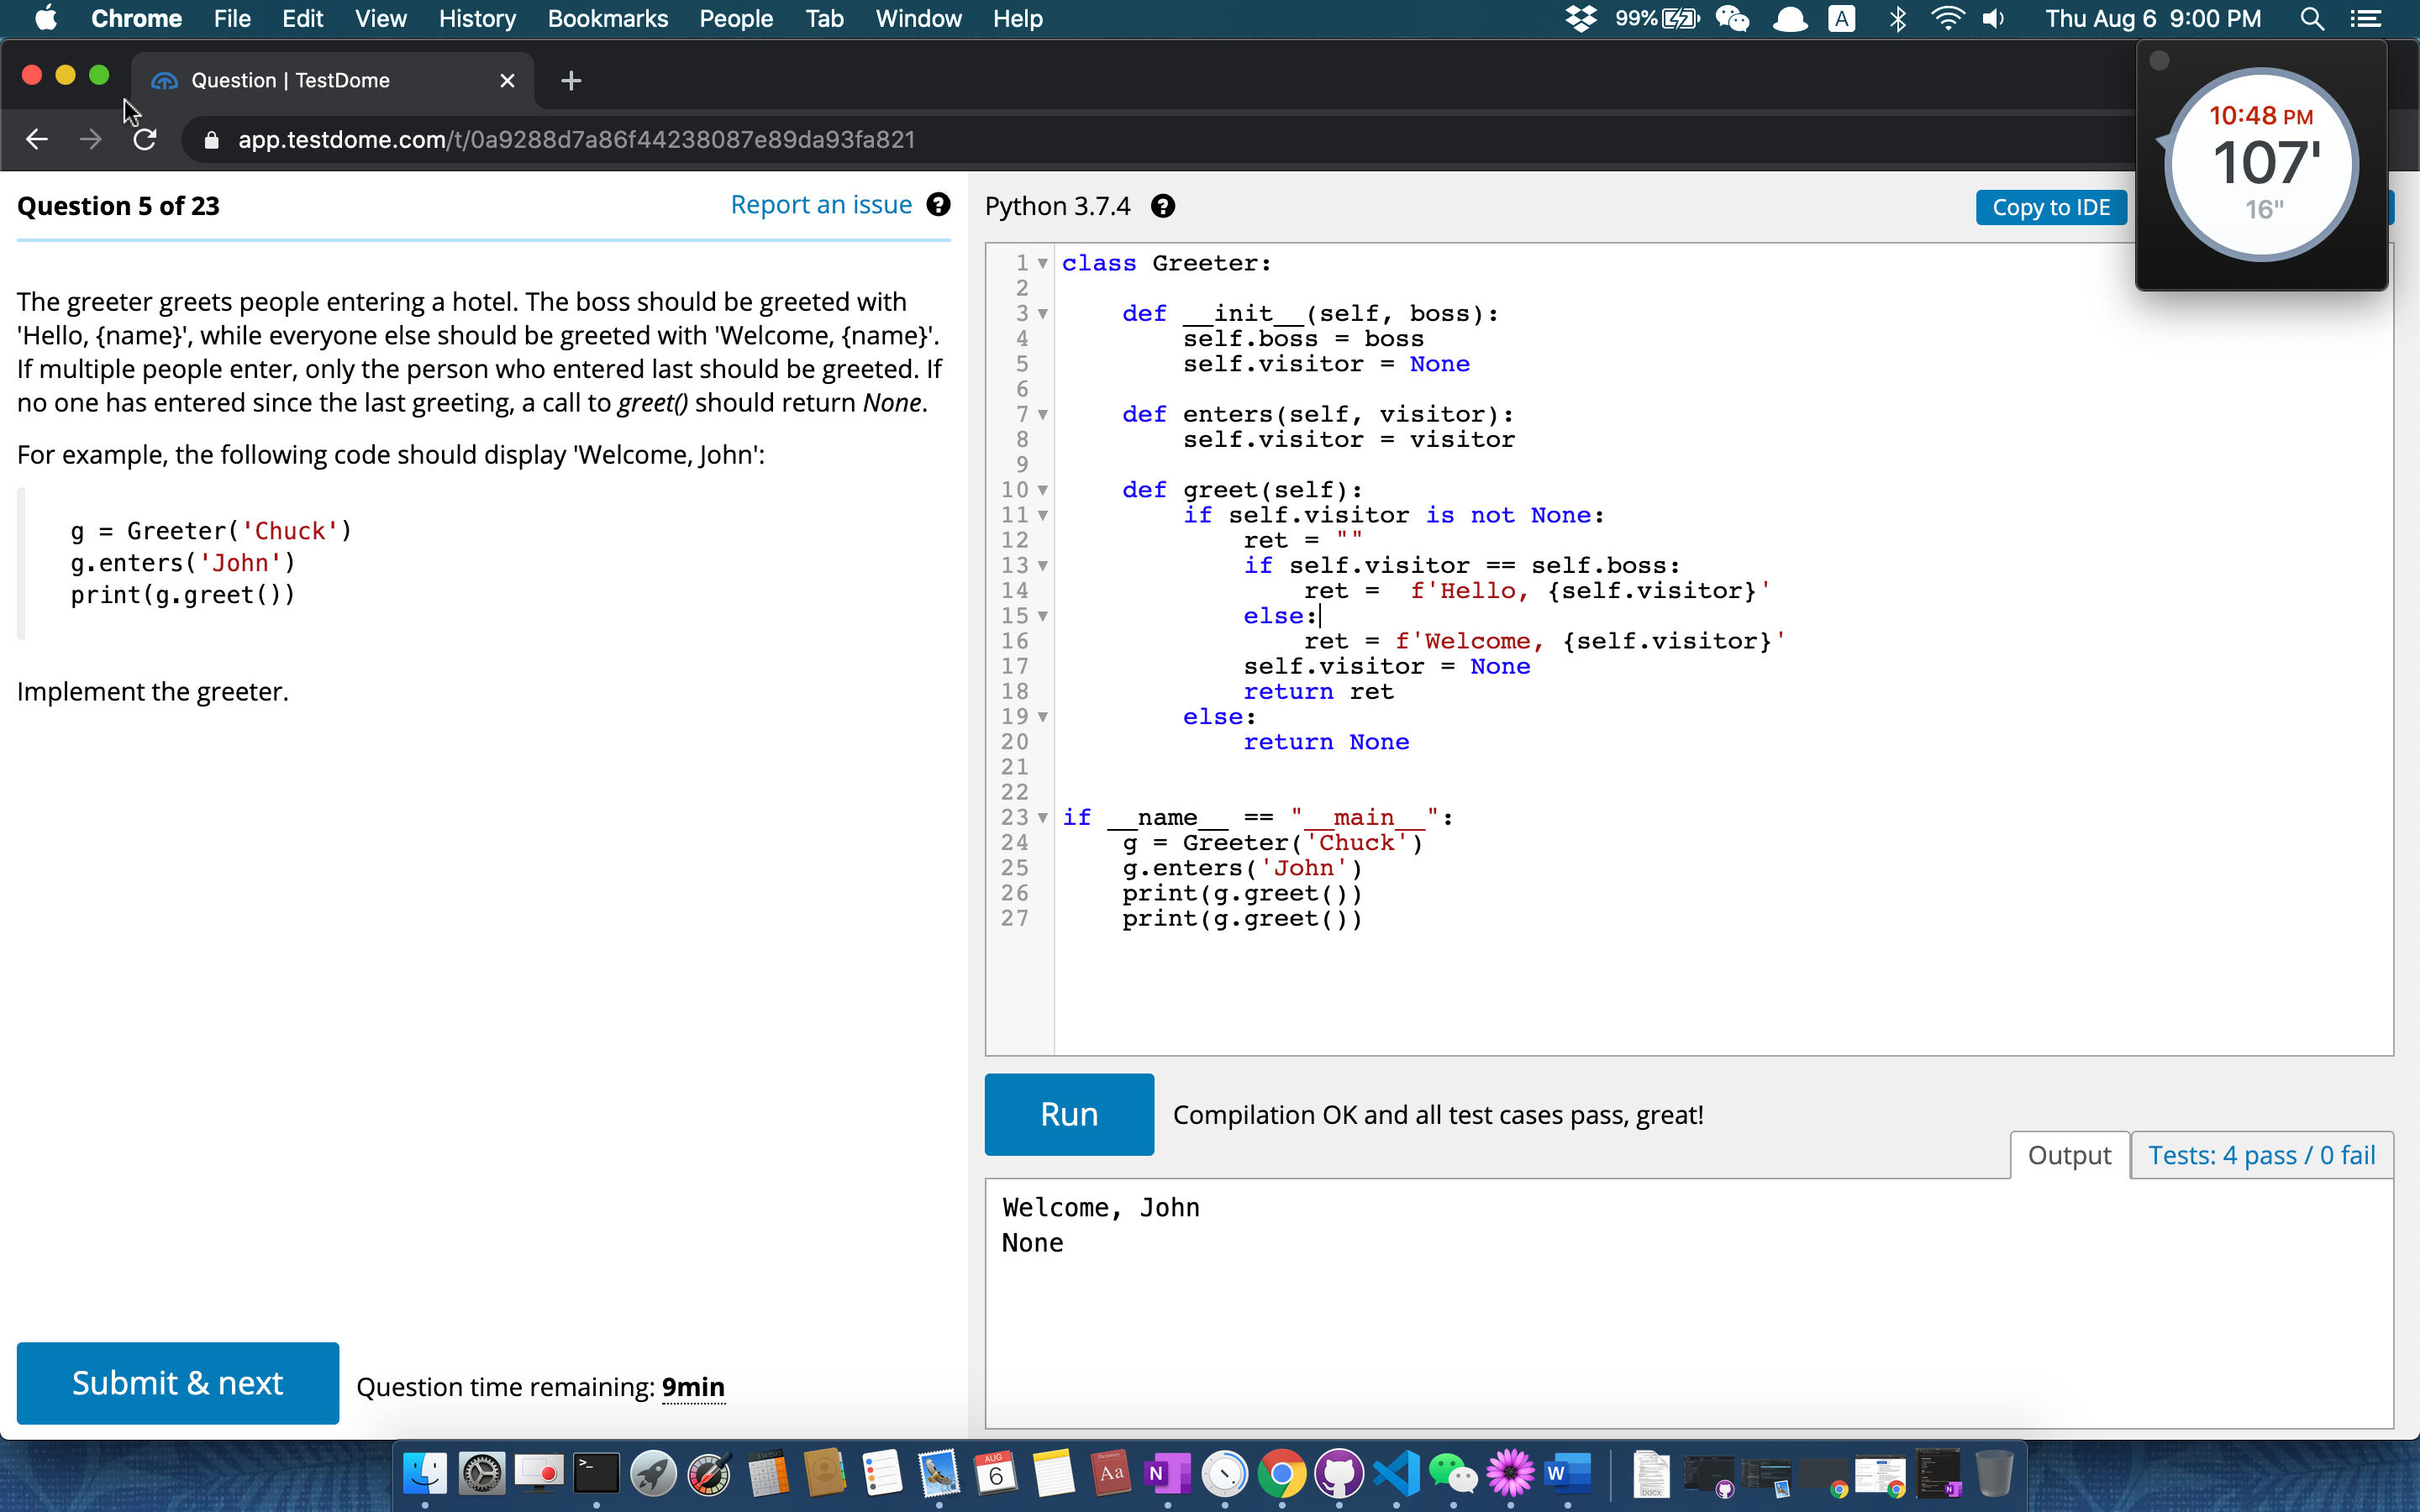 Chrome File Edit View History Bookmarks People Tab Window Help 99% A Thu Aug 6 9:00 PM
Question | TestDome
app.testdome.com/t/0a9288d7a86f44238087e89da93fa821
10:48 PM
107'
16"
Question 5 of 23 Report an issue ?
The greeter greets people entering a hotel. The boss should be greeted with
'Hello, {name}', while everyone else should be greeted with 'Welcome, {name}'.
If multiple people enter, only the person who entered last should be greeted. If
no one has entered since the last greeting, a call to greet() should return None.
For example, the following code should display 'Welcome, John':
g = Greeter('Chuck')
g.enters('John')
print(g.greet())
Implement the greeter.
Submit & next Question time remaining: 9min
Python 3.7.4 ? Copy to IDE
1 class Greeter:
2
3     def __init__(self, boss):
4         self.boss = boss
5         self.visitor = None
6
7     def enters(self, visitor):
8         self.visitor = visitor
9
10     def greet(self):
11         if self.visitor is not None:
12             ret = ""
13             if self.visitor == self.boss:
14                 ret =  f'Hello, {self.visitor}'
15             else:
16                 ret = f'Welcome, {self.visitor}'
17             self.visitor = None
18             return ret
19         else:
20             return None
21
22
23 if __name__ == "__main__":
24     g = Greeter('Chuck')
25     g.enters('John')
26     print(g.greet())
27     print(g.greet())
Run Compilation OK and all test cases pass, great!
Output Tests: 4 pass / 0 fail
Welcome, John
None
AUG
6
Aa
N
W
DOCX